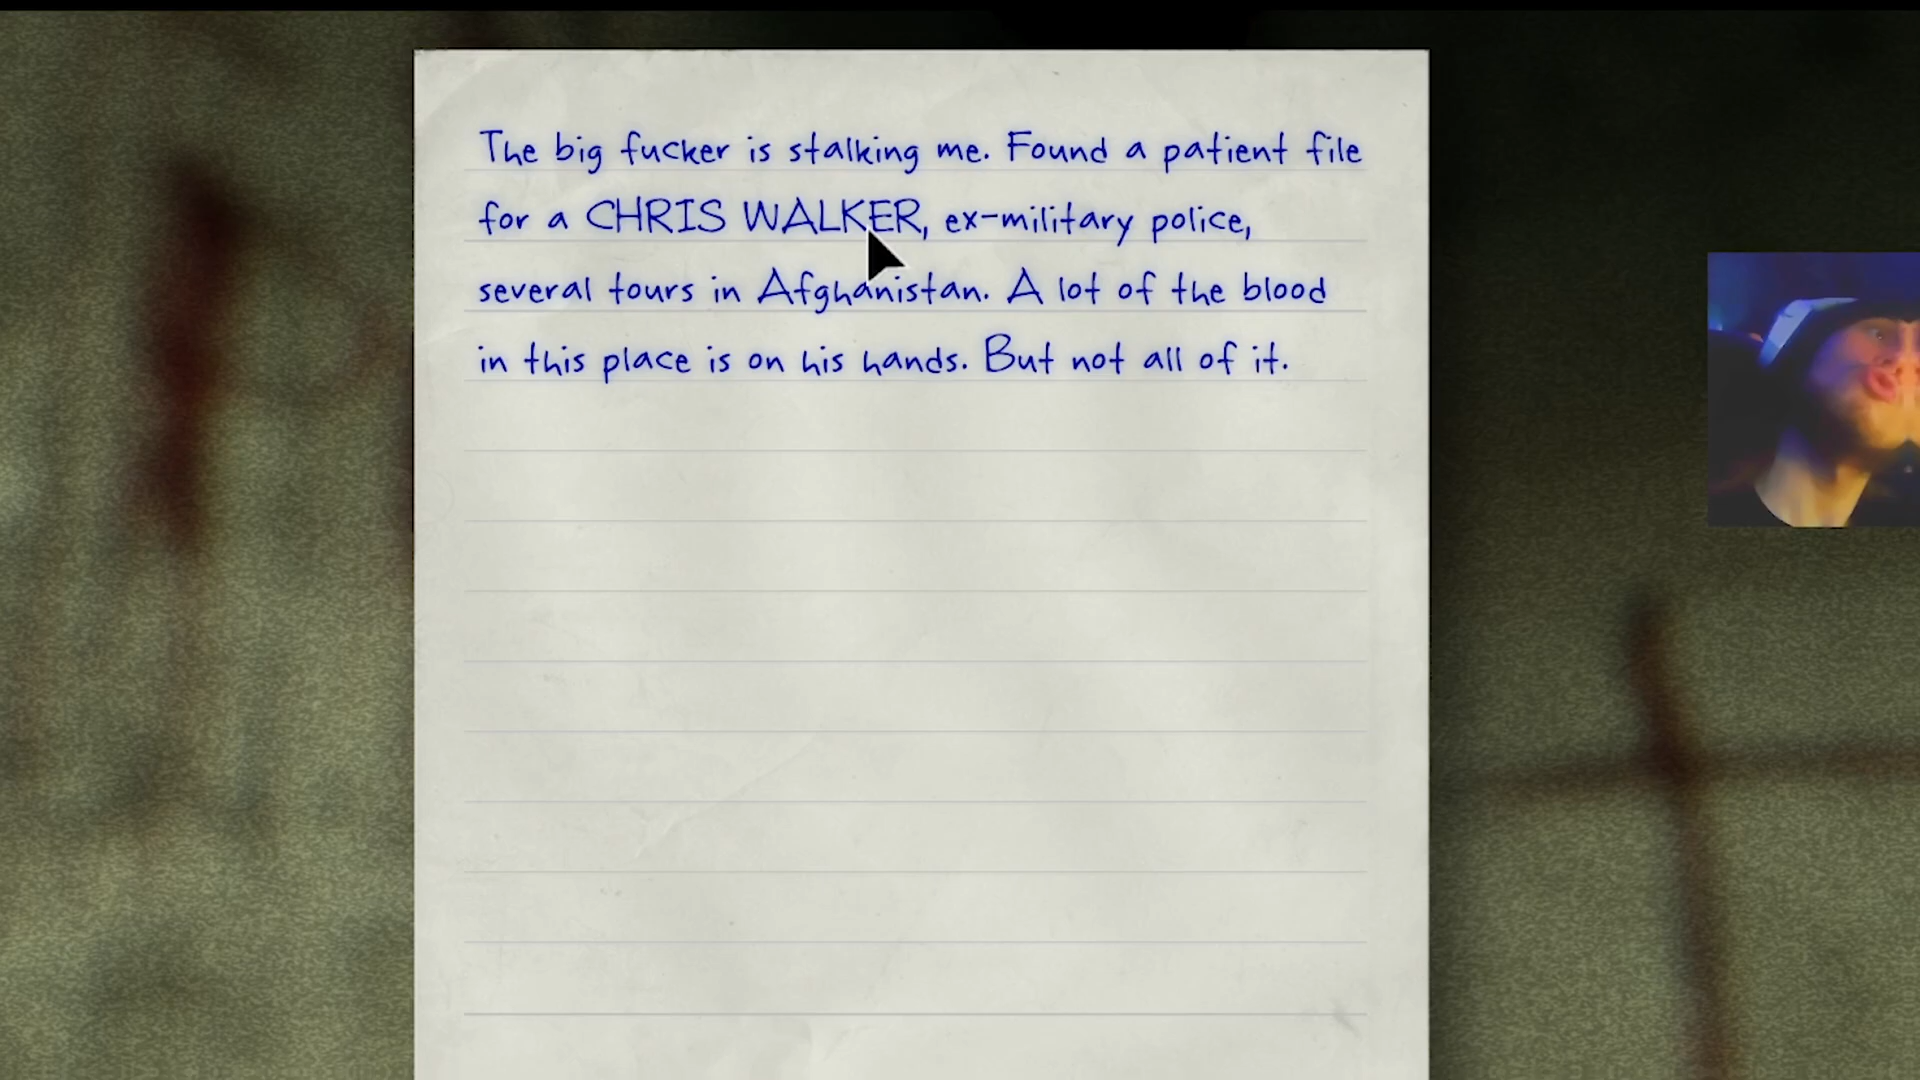 The big fucker is stalking me. Found a patient file
for a CHRIS WALKER, ex-military police,
several tours in Afghanistan. A lot of the blood
in this place is on his hands. But not all of it.